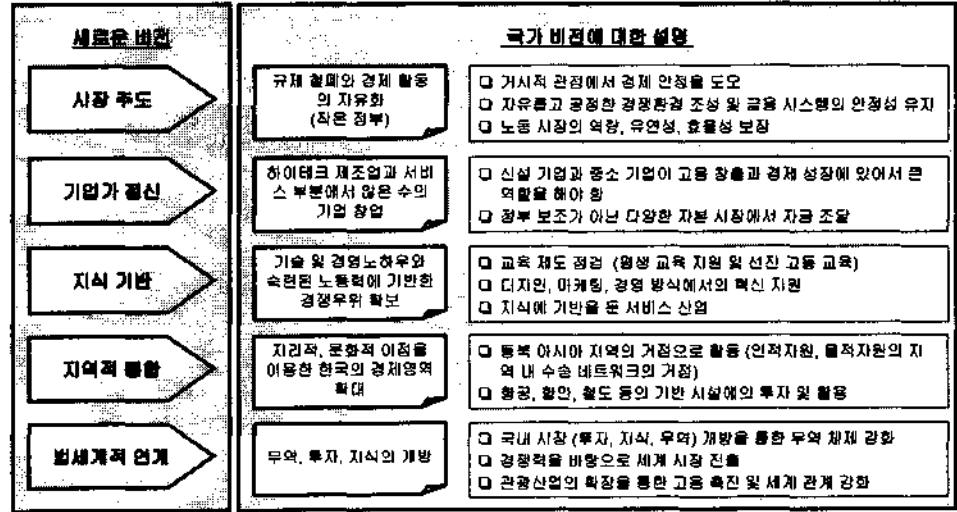 새로운 비전
국가 비전에 대한 설명
시장 주도
규제 철폐와 경제 활동
의 자유화
(작은 정부)
❑ 거시적 관점에서 경제 안정을 도모
❑ 자유롭고 공정한 경쟁환경 조성 및 금융 시스템의 안정성 유지
❑ 노동 시장의 역량, 유연성, 효율성 보장
기업가 정신
하이테크 제조업과 서비
스 부분에서 많은 수의
기업 창업
❑ 신설 기업과 중소 기업이 고용 창출과 경제 성장에 있어서 큰
역할을 해야 함
❑ 정부 보조가 아닌 다양한 자본 시장에서 자금 조달
지식 기반
기술 및 경영노하우와
숙련된 노동력에 기반한
경쟁우위 확보
❑ 교육 제도 점검 (평생 교육 지원 및 선진 고등 교육)
❑ 디자인, 마케팅, 경영 방식에서의 혁신 지원
❑ 지식에 기반을 둔 서비스 산업
지역적 통합
지리적, 문화적 이점을
이용한 한국의 경제영역
확대
❑ 동북 아시아 지역의 거점으로 활동 (인적자원, 물적자원의 지
역 내 수송 네트워크의 거점)
❑ 항공, 항만, 철도 등의 기반 시설에의 투자 및 활용
범세계적 연계
무역, 투자, 지식의 개방
❑ 국내 시장 (투자, 지식, 무역) 개방을 통한 무역 체제 강화
❑ 경쟁력을 바탕으로 세계 시장 진출
❑ 관광산업의 확장을 통한 고용 촉진 및 세계 관계 강화